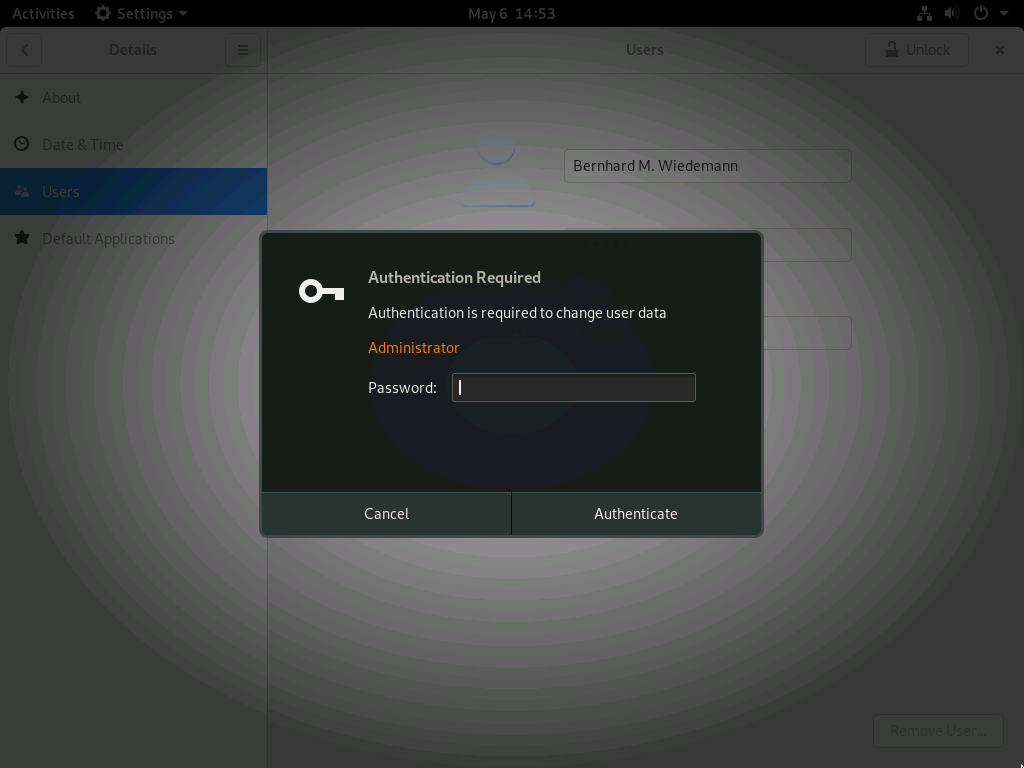 Activities Settings May 6 14:53
Details Users Unlock
About
Date & Time
Users
Default Applications
Bernhard M. Wiedemann
Authentication Required
Authentication is required to change user data
Administrator
Password:
Cancel Authenticate
Remove User...